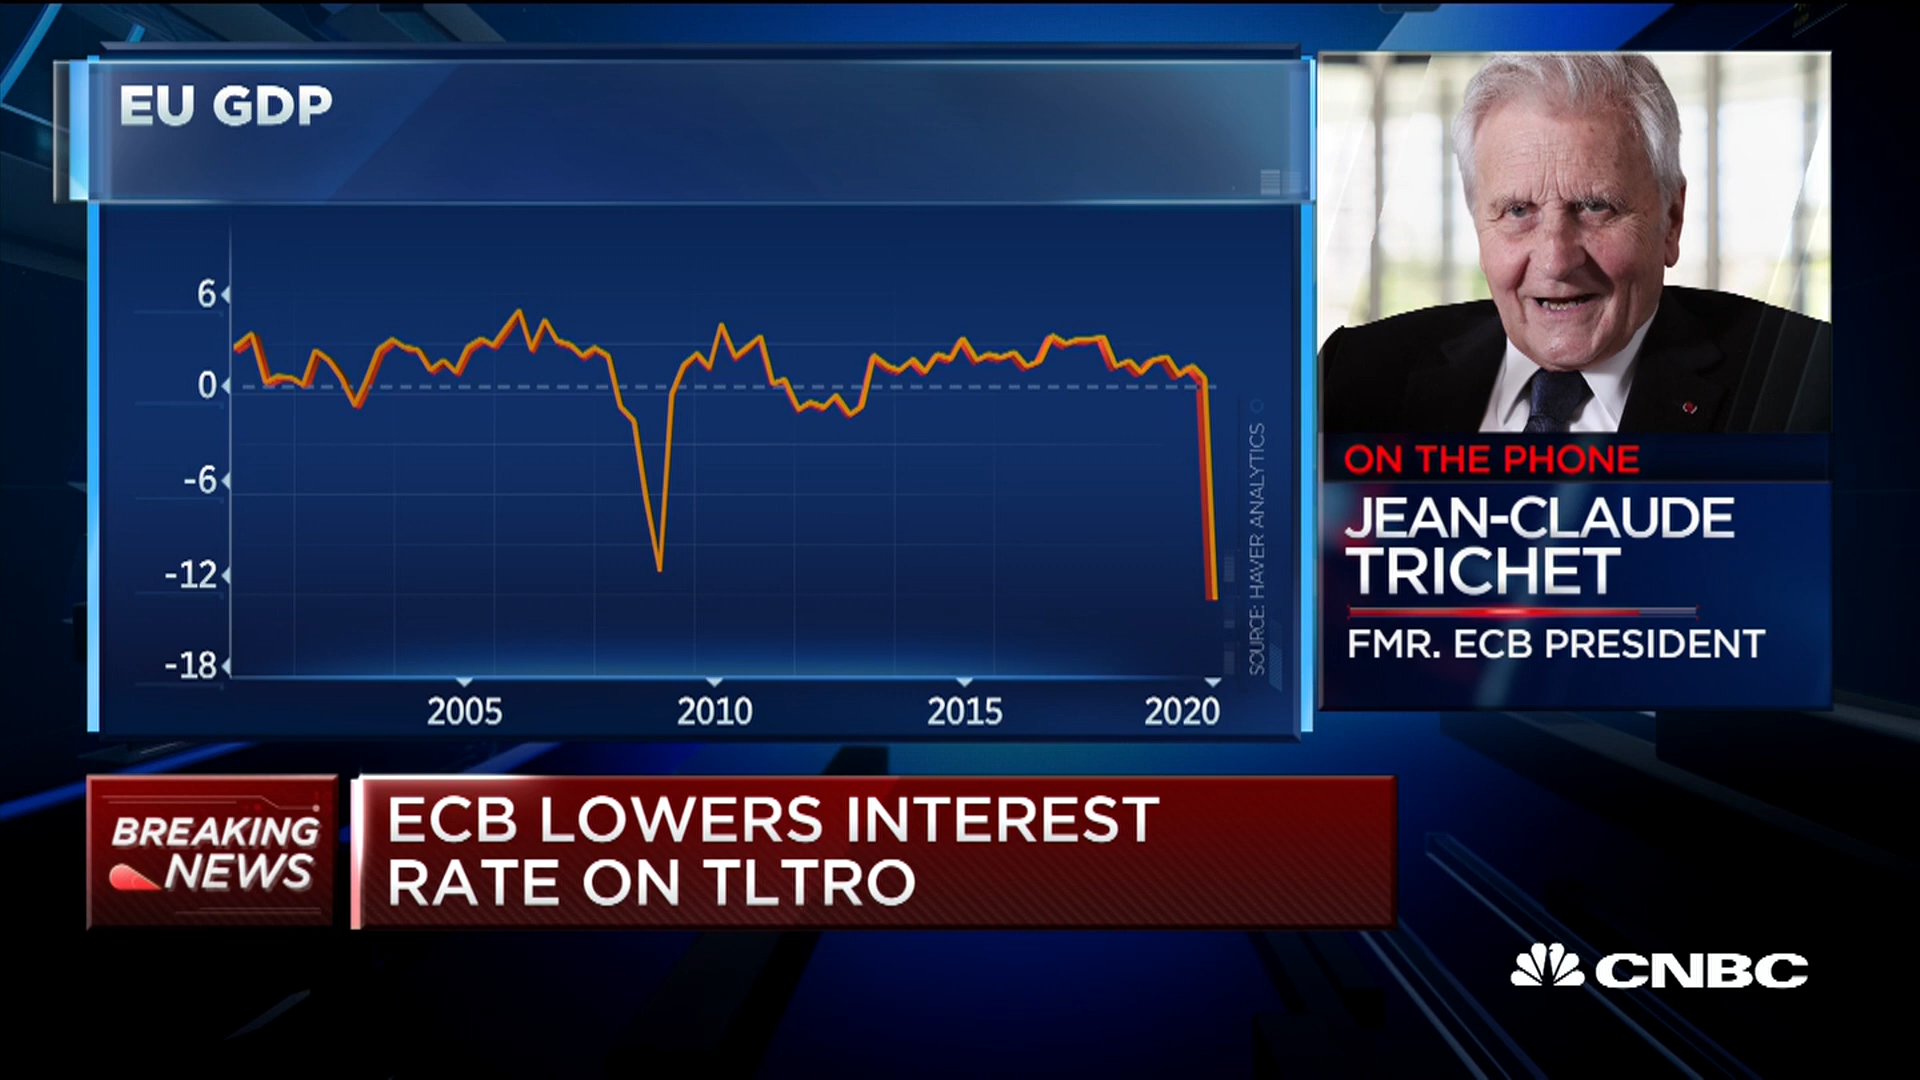 EU GDP
6
0
-6
-12
-18
2005 2010 2015 2020
SOURCE: HAVER ANALYTICS
ON THE PHONE
JEAN-CLAUDE
TRICHET
FMR. ECB PRESIDENT
BREAKING
NEWS
ECB LOWERS INTEREST
RATE ON TLTRO
CNBC